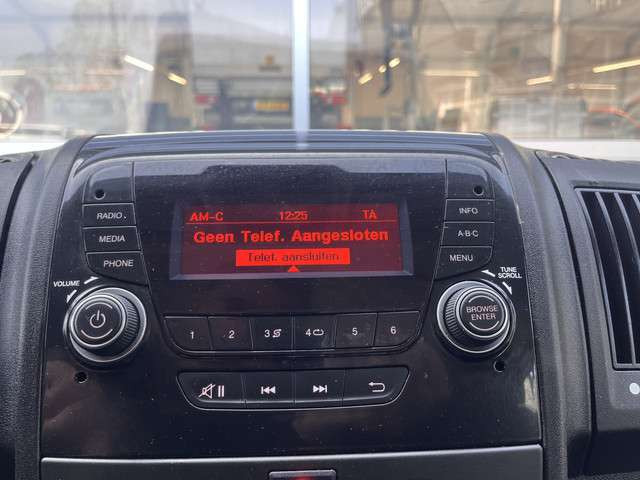 AM-C 12:25 TA
Geen Telef. Aangesloten
Telef. aansluiten
RADIO
MEDIA
PHONE
INFO
A-B-C
MENU
VOLUME
TUNE
SCROLL
BROWSE
ENTER
1 2 3 4 5 6